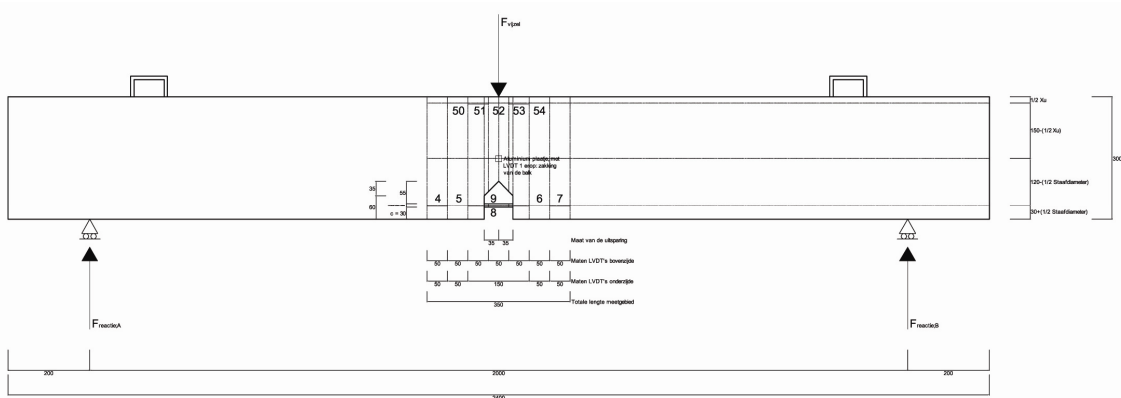 Fvijzel
50 51 52 53 54
1/2 Xu
150-(1/2 Xu)
300
Aluminium plaatje met
LVDT 1 erop: zakking
van de balk
35
55
60
c = 30
4 5 9 6 7
8
120-(1/2 Staafdiameter)
30+(1/2 Staafdiameter)
35 35
Maat van de uitsparing
50 50 50 50 50 50 50
Maten LVDT's bovenzijde
50 50 150 50 50
Maten LVDT's onderzijde
350
Totale lengte meetgebied
Freactie;A
Freactie;B
200 2000 200
2400